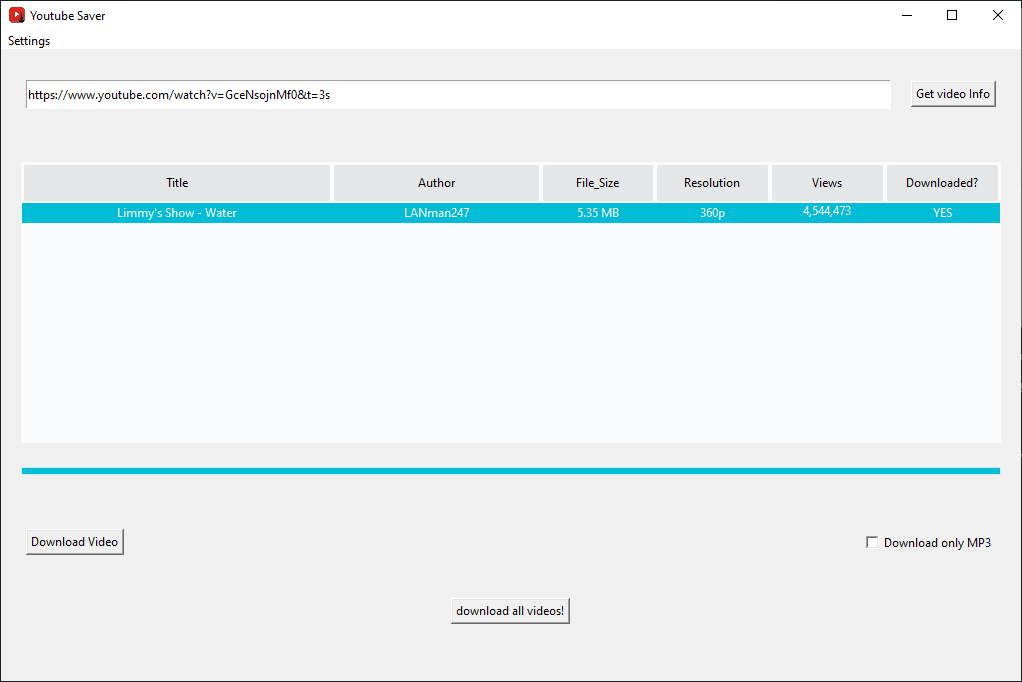 Youtube Saver
Settings
https://www.youtube.com/watch?v=GceNsojnMf0&t=3s Get video Info
Title Author File_Size Resolution Views Downloaded?
Limmy's Show - Water LANman247 5.35 MB 360p 4,544,473 YES
Download Video Download only MP3
download all videos!